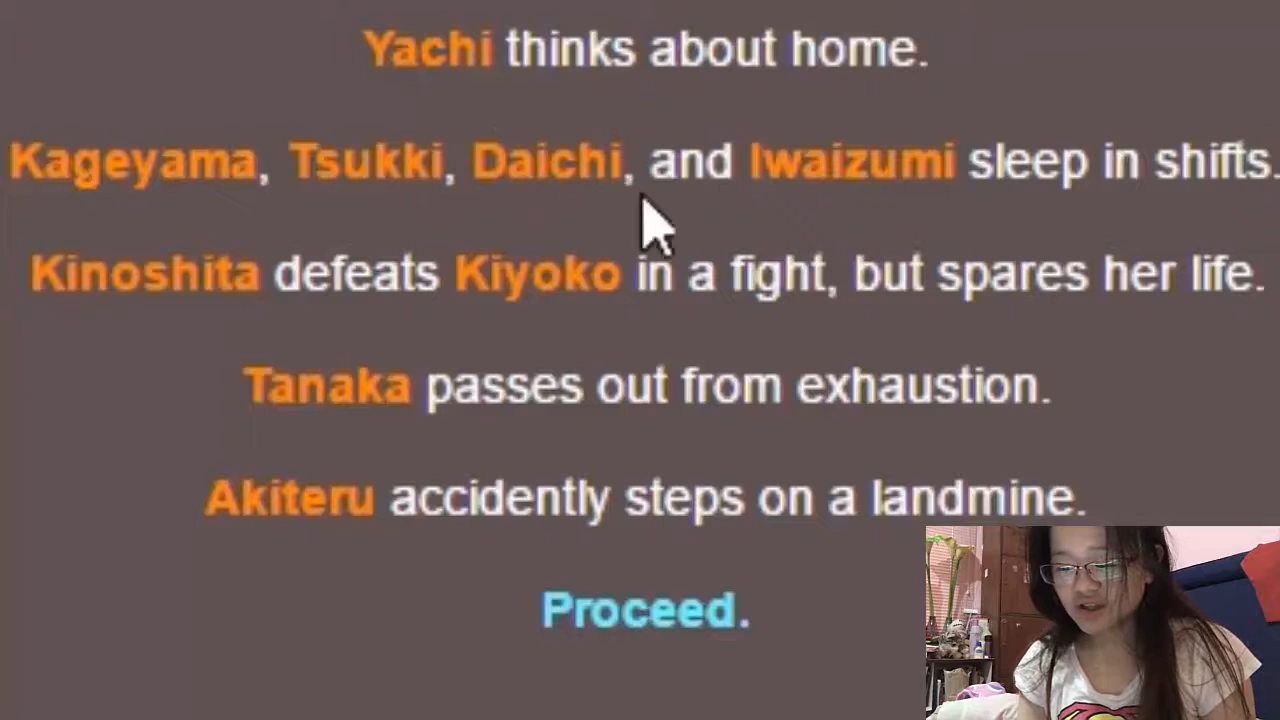 Yachi thinks about home.
Kageyama, Tsukki, Daichi, and Iwaizumi sleep in shifts.
Kinoshita defeats Kiyoko in a fight, but spares her life.
Tanaka passes out from exhaustion.
Akiteru accidently steps on a landmine.
Proceed.